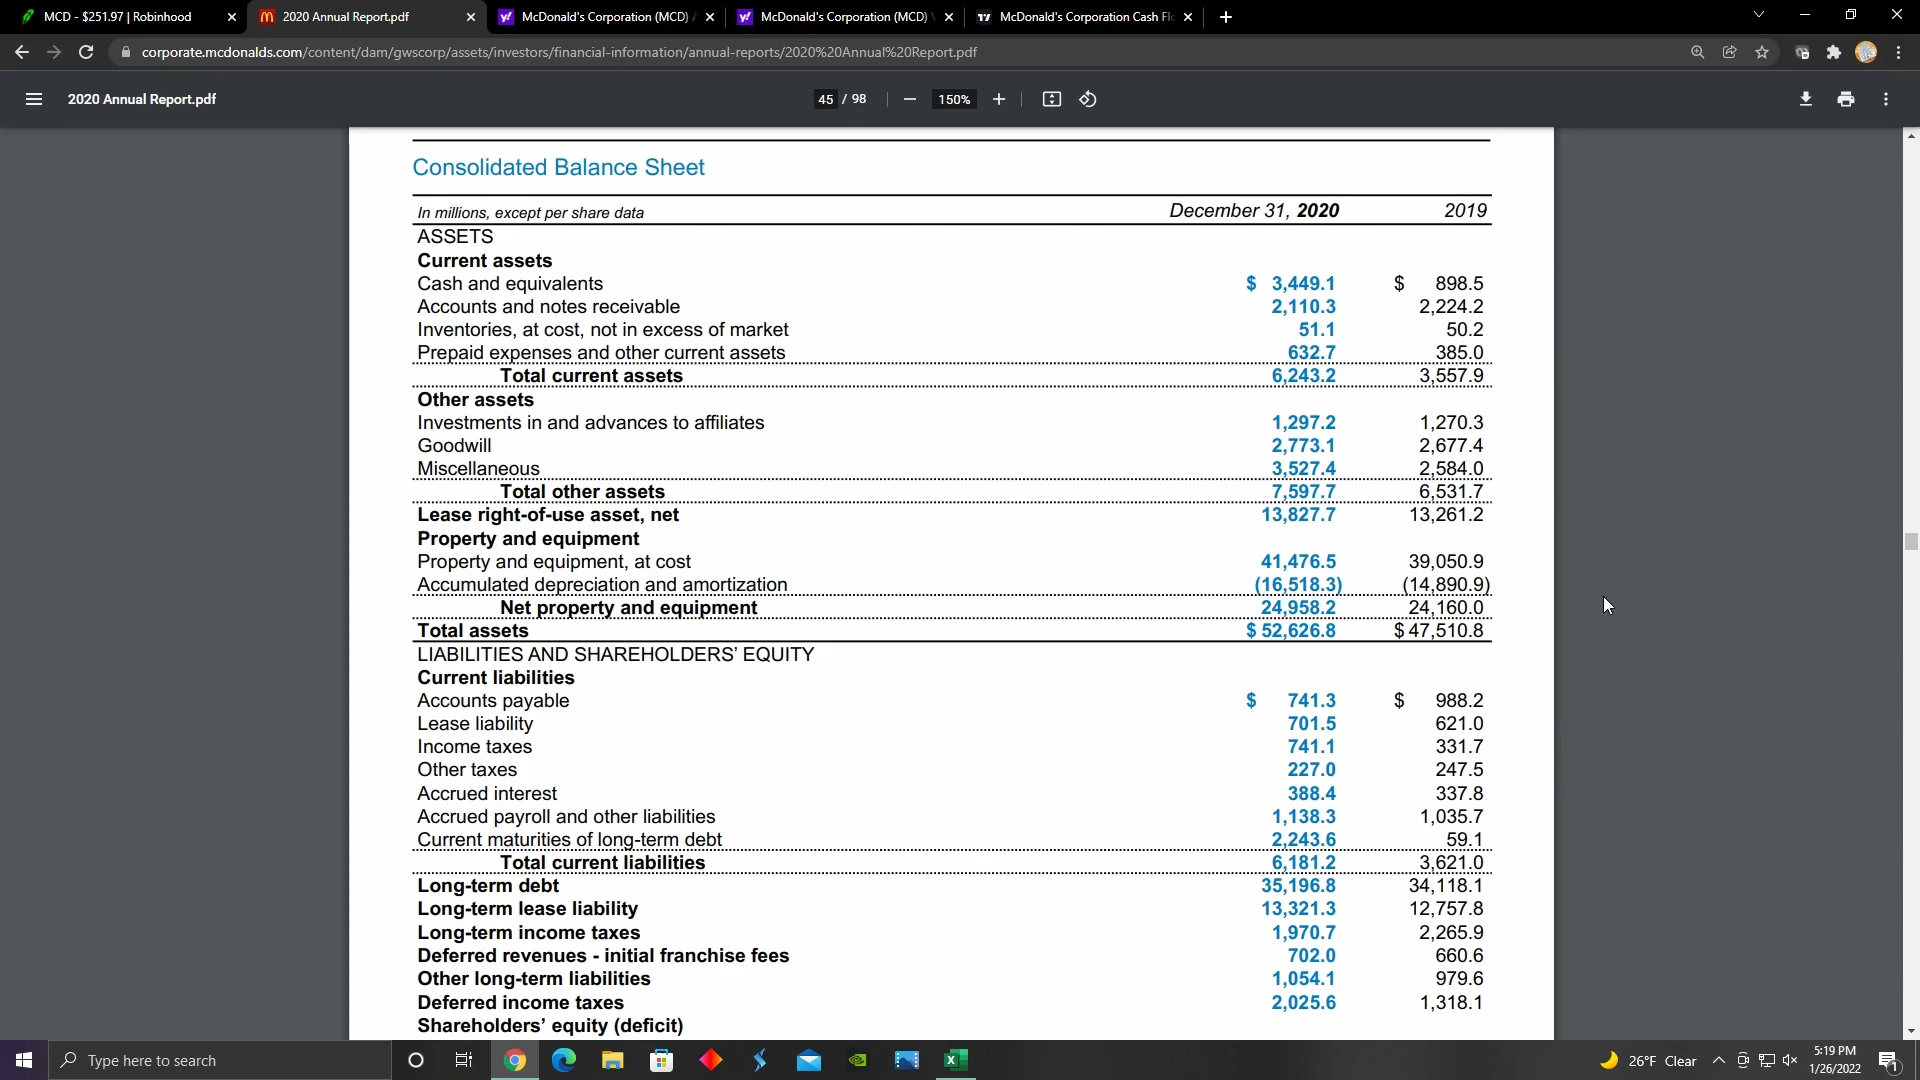 MCD - $251.97 | Robinhood
2020 Annual Report.pdf
McDonald's Corporation (MCD)
McDonald's Corporation (MCD)
McDonald's Corporation Cash Fl
corporate.mcdonalds.com/content/dam/gwscorp/assets/investors/financial-information/annual-reports/2020%20Annual%20Report.pdf
2020 Annual Report.pdf
45 / 98
150%
Consolidated Balance Sheet
In millions, except per share data December 31, 2020 2019
ASSETS
Current assets
Cash and equivalents $ 3,449.1 $ 898.5
Accounts and notes receivable 2,110.3 2,224.2
Inventories, at cost, not in excess of market 51.1 50.2
Prepaid expenses and other current assets 632.7 385.0
Total current assets 6,243.2 3,557.9
Other assets
Investments in and advances to affiliates 1,297.2 1,270.3
Goodwill 2,773.1 2,677.4
Miscellaneous 3,527.4 2,584.0
Total other assets 7,597.7 6,531.7
Lease right-of-use asset, net 13,827.7 13,261.2
Property and equipment
Property and equipment, at cost 41,476.5 39,050.9
Accumulated depreciation and amortization (16,518.3) (14,890.9)
Net property and equipment 24,958.2 24,160.0
Total assets $ 52,626.8 $ 47,510.8
LIABILITIES AND SHAREHOLDERS' EQUITY
Current liabilities
Accounts payable $ 741.3 $ 988.2
Lease liability 701.5 621.0
Income taxes 741.1 331.7
Other taxes 227.0 247.5
Accrued interest 388.4 337.8
Accrued payroll and other liabilities 1,138.3 1,035.7
Current maturities of long-term debt 2,243.6 59.1
Total current liabilities 6,181.2 3,621.0
Long-term debt 35,196.8 34,118.1
Long-term lease liability 13,321.3 12,757.8
Long-term income taxes 1,970.7 2,265.9
Deferred revenues - initial franchise fees 702.0 660.6
Other long-term liabilities 1,054.1 979.6
Deferred income taxes 2,025.6 1,318.1
Shareholders' equity (deficit)
Type here to search
26°F Clear
5:19 PM
1/26/2022